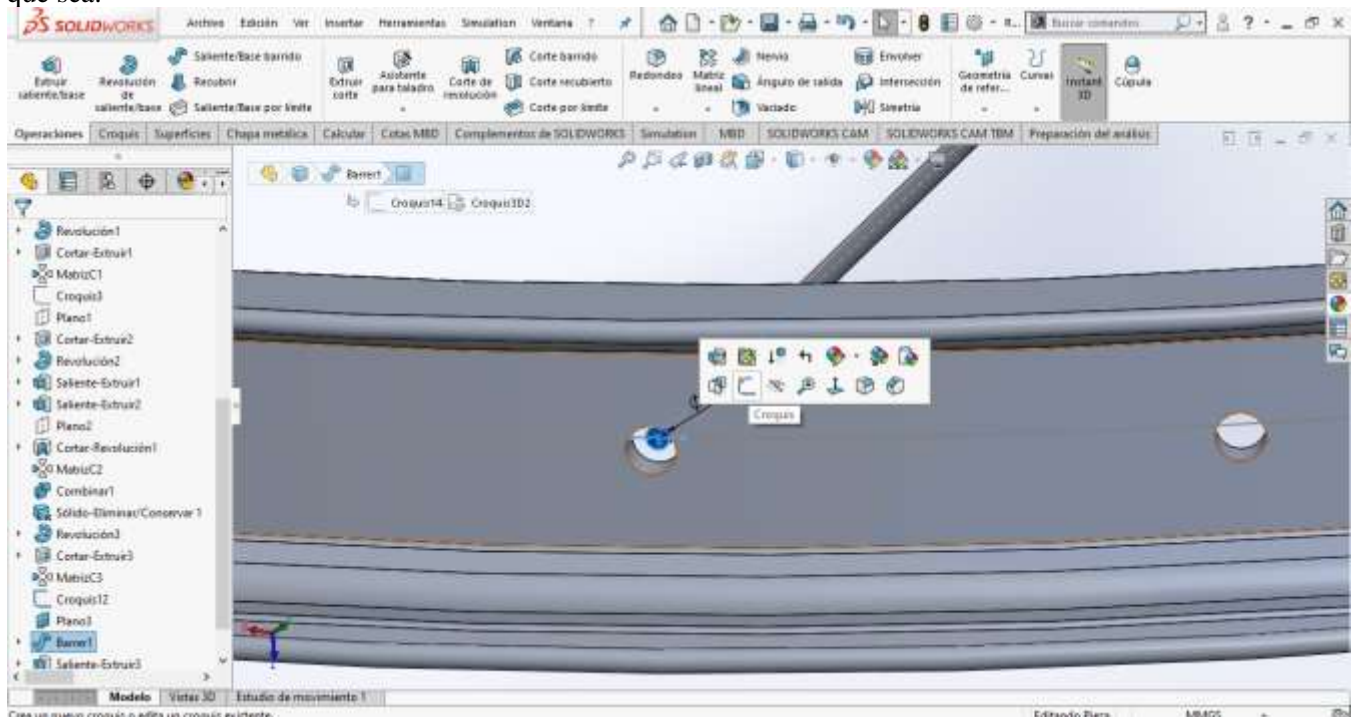 que sea.
SOLIDWORKS Archivo Edición Ver Insertar Herramientas Simulation Ventana ?
Extruir saliente/base
Revolución de saliente/base
Saliente/Base barrido
Recubrir
Saliente/Base por límite
Extruir corte
Asistente para taladro
Corte de revolución
Corte barrido
Corte recubierto
Corte por límite
Redondeo
Matriz lineal
Nervio
Ángulo de salida
Vaciado
Envolver
Intersección
Simetría
Geometría de refer...
Curvas
Instant 3D
Cúpula
Operaciones Croquis Superficies Chapa metálica Calcular Cotas MBD Complementos de SOLIDWORKS Simulation MBD SOLIDWORKS CAM SOLIDWORKS CAM TBM Preparación del análisis
Barrer1
Croquis14 Croquis3D2
Revolución1
Cortar-Extruir1
MatrizC1
Croquis3
Plano1
Cortar-Extruir2
Revolución2
Saliente-Extruir1
Saliente-Extruir2
Plano2
Cortar-Revolución1
MatrizC2
Combinar1
Sólido-Eliminar/Conservar 1
Revolución3
Cortar-Extruir3
MatrizC3
Croquis12
Plano3
Barrer1
Saliente-Extruir3
Croquis
Modelo Vistas 3D Estudio de movimiento 1
Crea un nuevo croquis o edita un croquis existente. Editando Pieza MMGS